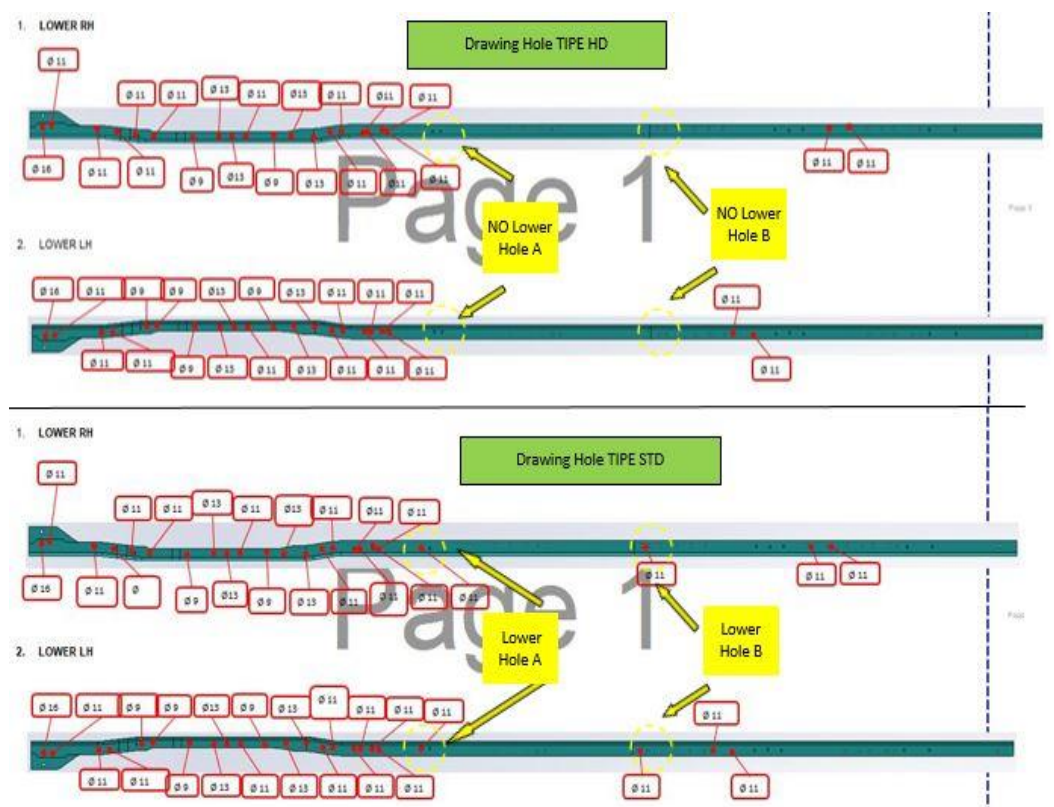 1. LOWER RH
Drawing Hole TIPE HD
Ø 11
Ø 11 Ø 11 Ø 13 Ø 11 Ø 13 Ø 11 Ø 11 Ø 11
Ø 16 Ø 11 Ø 11 Ø 9 Ø13 Ø 9 Ø 13 Ø 11 Ø 11 Ø 11
Ø 11 Ø 11
Page 1
NO Lower
Hole A
NO Lower
Hole B
2. LOWER LH
Ø 16 Ø 11 Ø 9 Ø 9 Ø13 Ø 9 Ø 13 Ø 11 Ø 11 Ø 11
Ø 11
Ø 11 Ø 11 Ø 9 Ø 13 Ø 11 Ø 13 Ø 11 Ø 11 Ø 11
Ø 11
1. LOWER RH
Drawing Hole TIPE STD
Ø 11
Ø 11 Ø 11 Ø 13 Ø 11 Ø 13 Ø 11 Ø 11 Ø 11
Ø 16 Ø 11 Ø Ø 9 Ø13 Ø 9 Ø 13 Ø 11 Ø 11 Ø 11 Ø 11
Ø 11 Ø 11 Ø 11
Page 1
Lower
Hole A
Lower
Hole B
2. LOWER LH
Ø 16 Ø 11 Ø 9 Ø 9 Ø 13 Ø 9 Ø 13 Ø 11 Ø 11 Ø 11 Ø 11
Ø 11
Ø 11 Ø 11 Ø 9 Ø 13 Ø 11 Ø 13 Ø 11 Ø 11 Ø 11
Ø 11 Ø 11